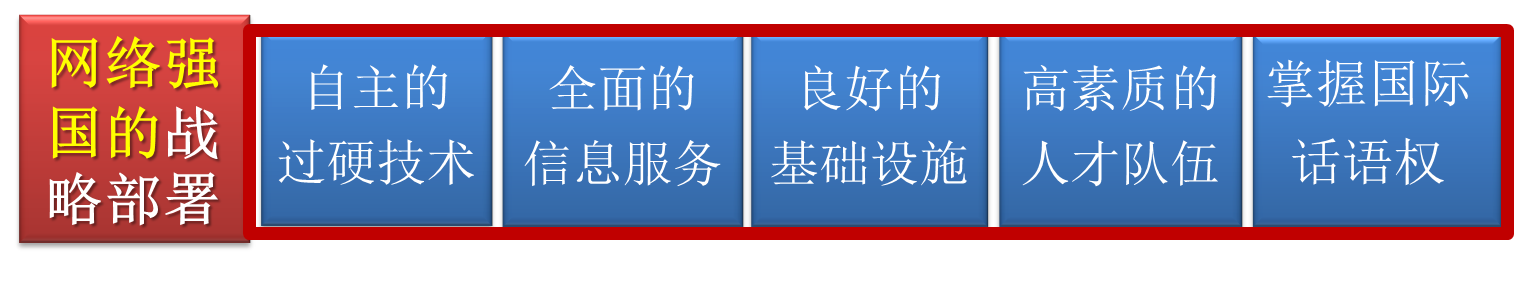 网络强
国的战
略部署
自主的
过硬技术
全面的
信息服务
良好的
基础设施
高素质的
人才队伍
掌握国际
话语权